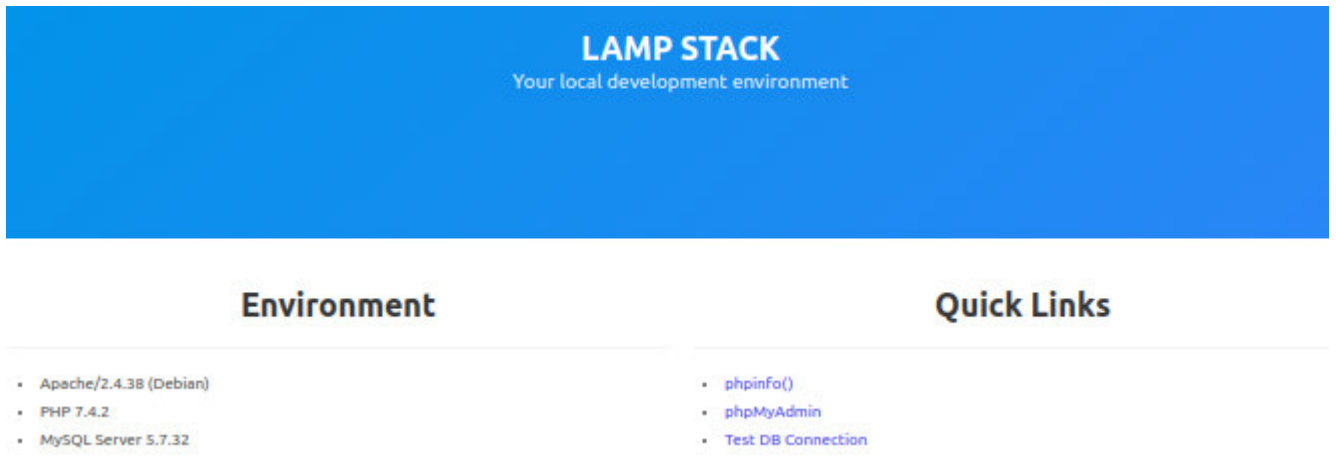 LAMP STACK
Your local development environment
Environment
Apache/2.4.38 (Debian)
PHP 7.4.2
MySQL Server 5.7.32
Quick Links
phpinfo()
phpMyAdmin
Test DB Connection